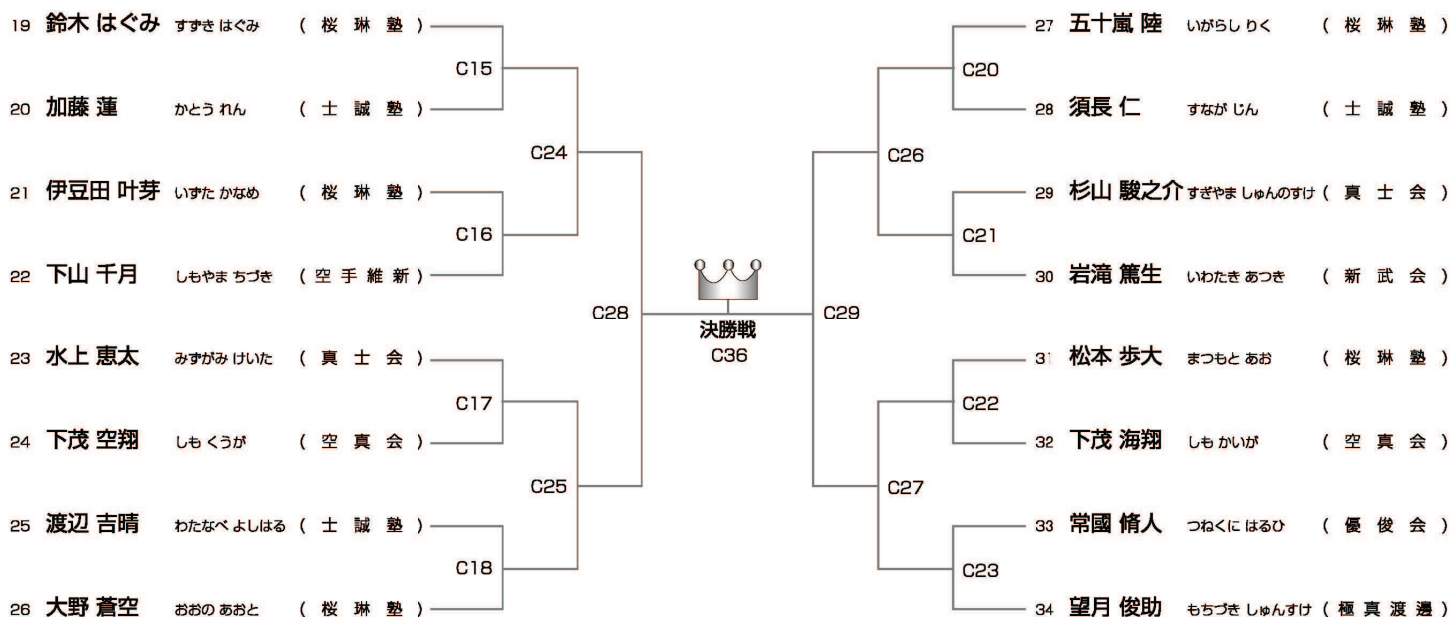 19 鈴木 はぐみ すずき はぐみ ( 桜 琳 塾 )
C15
20 加藤 蓮 かとう れん ( 士 誠 塾 )
C24
21 伊豆田 叶芽 いずた かなめ ( 桜 琳 塾 )
C16
22 下山 千月 しもやま ちづき ( 空 手 維 新 )
C28
23 水上 恵太 みずがみ けいた ( 真 士 会 )
C17
24 下茂 空翔 しも くうが ( 空 真 会 )
C25
25 渡辺 吉晴 わたなべ よしはる ( 士 誠 塾 )
C18
26 大野 蒼空 おおの あおと ( 桜 琳 塾 )
決勝戦
C36
27 五十嵐 陸 いがらし りく ( 桜 琳 塾 )
C20
28 須長 仁 すなが じん ( 士 誠 塾 )
C26
29 杉山 駿之介 すぎやま しゅんのすけ ( 真 士 会 )
C21
30 岩滝 篤生 いわたき あつき ( 新 武 会 )
C29
31 松本 歩大 まつもと あお ( 桜 琳 塾 )
C22
32 下茂 海翔 しも かいが ( 空 真 会 )
C27
33 常國 脩人 つねくに はるひ ( 優 俊 会 )
C23
34 望月 俊助 もちづき しゅんすけ ( 極 真 渡 邊 )